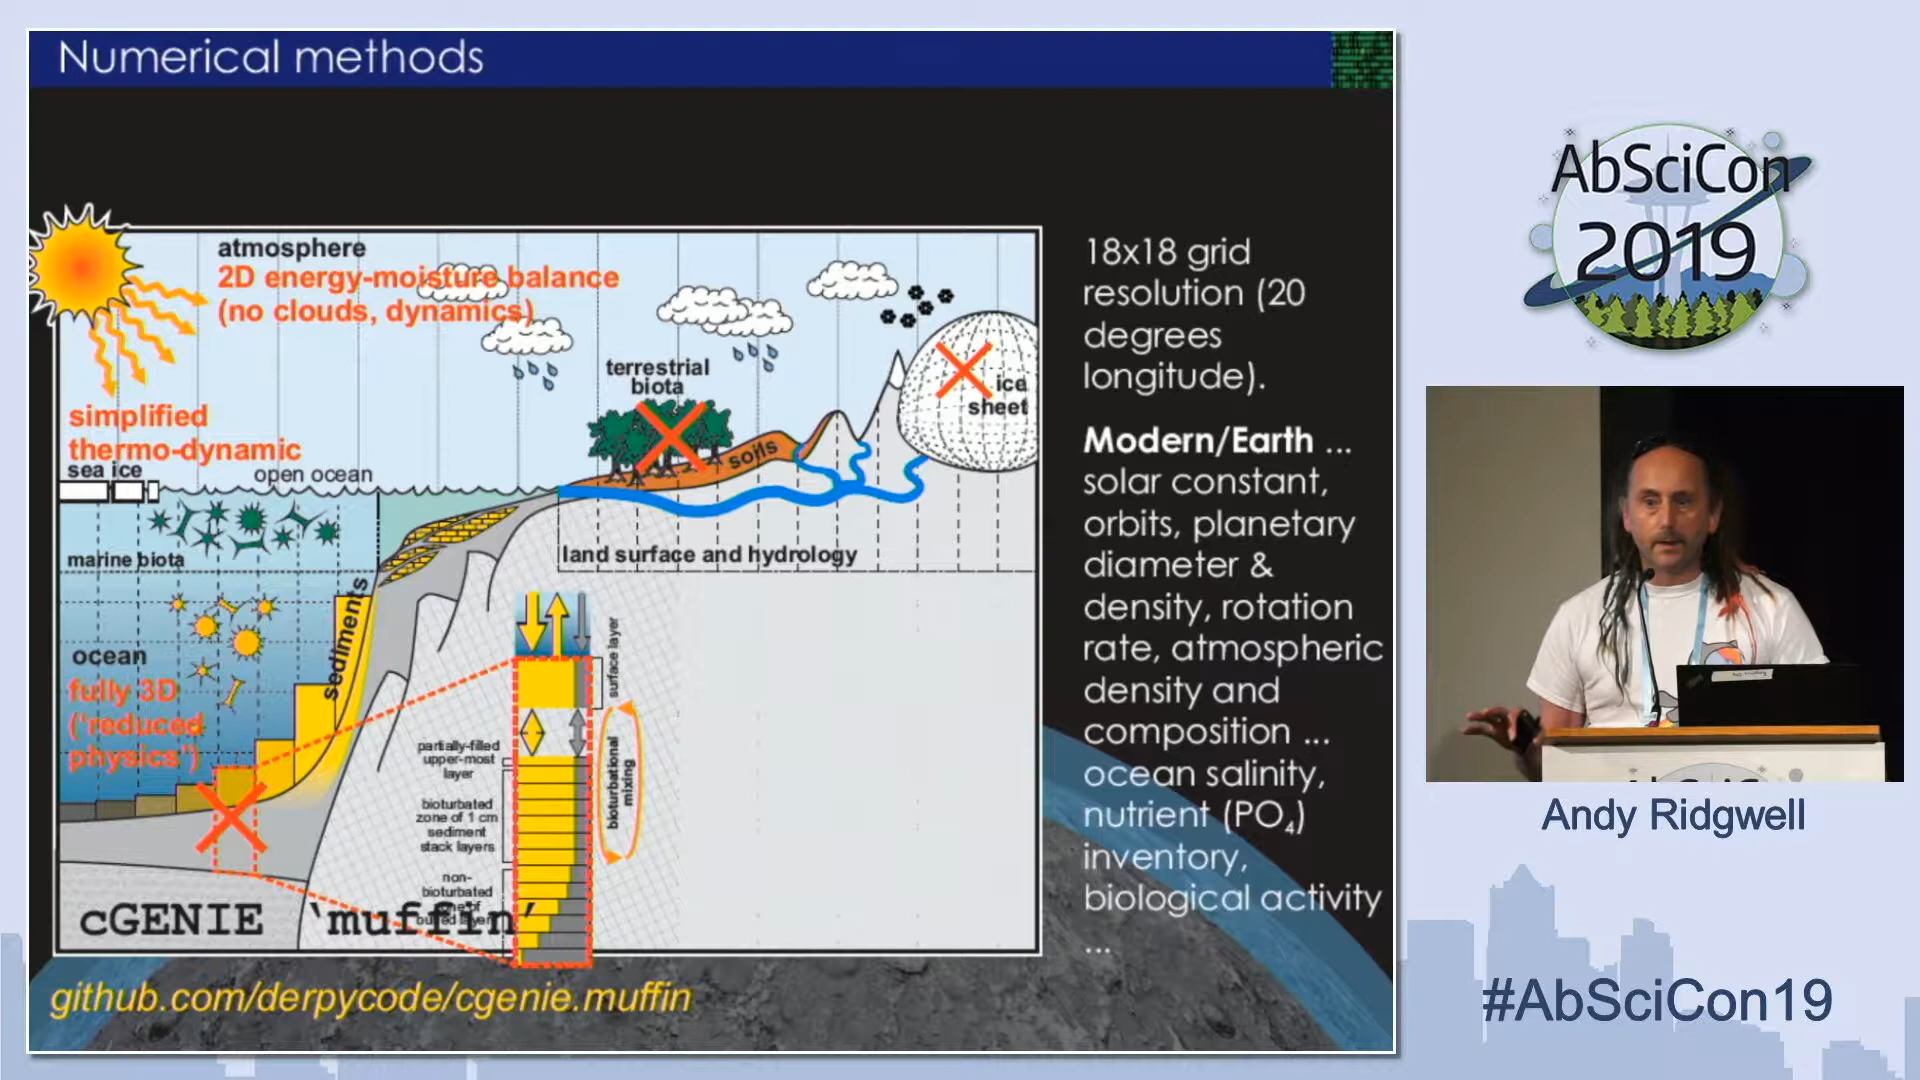 Numerical methods
atmosphere
2D energy-moisture balance
(no clouds, dynamics)
simplified
thermo-dynamic
sea ice
open ocean
terrestrial
biota
soils
ice
sheet
marine biota
land surface and hydrology
sediments
ocean
fully 3D
("reduced
physics")
surface layer
bioturbational
mixing
partially-filled
upper-most
layer
bioturbated
zone of 1 cm
sediment
stack layers
non-
bioturbated
zone of
buried layers
cGENIE 'muffin'
github.com/derpycode/cgenie.muffin
18x18 grid
resolution (20
degrees
longitude).
Modern/Earth ...
solar constant,
orbits, planetary
diameter &
density, rotation
rate, atmospheric
density and
composition ...
ocean salinity,
nutrient (PO₄)
inventory,
biological activity
...
AbSciCon
2019
Andy Ridgwell
#AbSciCon19